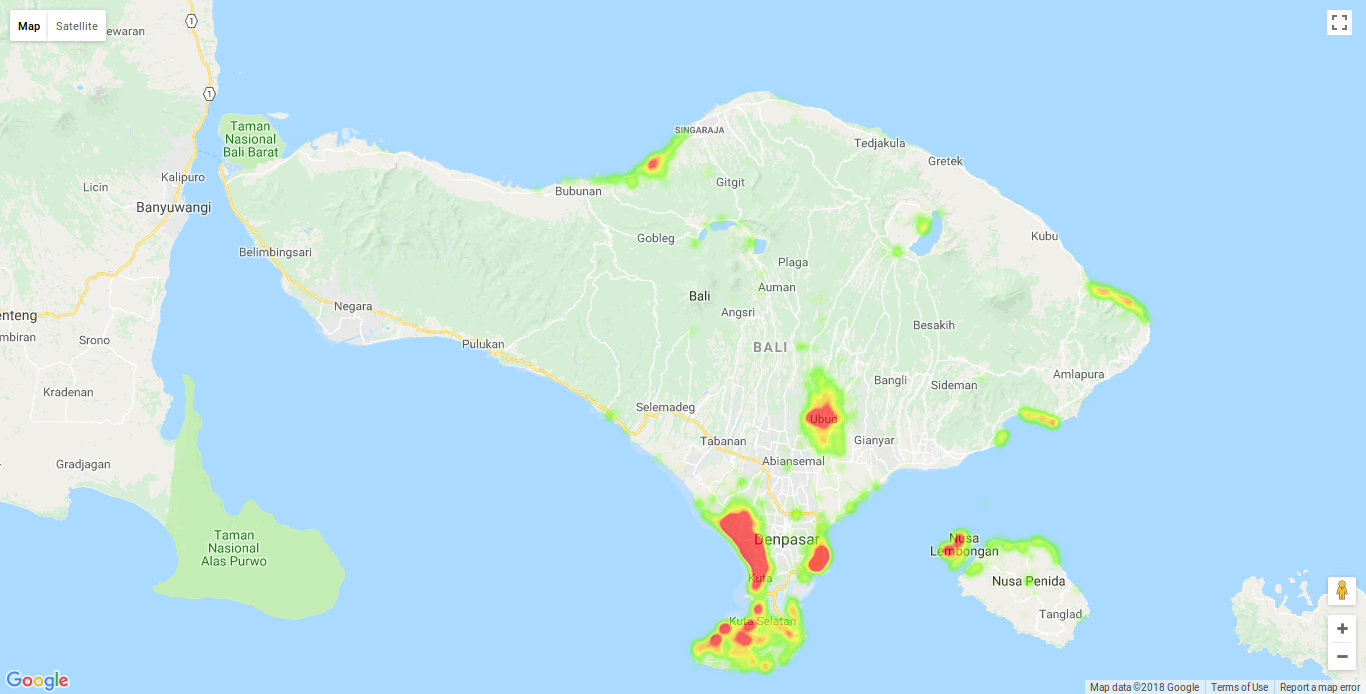 Map
Satellite
1
ewaran
1
Taman
Nasional
Bali Barat
SINGARAJA
Tedjakula
Gretek
Kalipuro
Licin
Banyuwangi
Bubunan
Gitgit
Gobleg
Kubu
Belimbingsari
Plaga
Auman
Bali
Angsri
Negara
enteng
mbiran
Srono
Besakih
Pulukan
BALI
Amlapura
Bangli
Sideman
Kradenan
Selemadeg
Ubud
Tabanan
Gianyar
Gradjagan
Abiansemal
Taman
Nasional
Alas Purwo
Denpasar
Nusa
Lembongan
Kuta
Nusa Penida
Tanglad
Kuta Selatan
Google
Map data ©2018 Google
Terms of Use
Report a map error